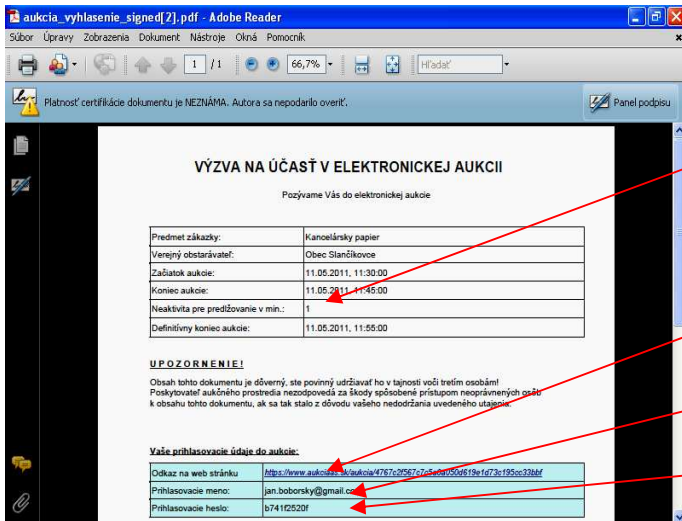 aukcia_vyhlasenie_signed[2].pdf - Adobe Reader
Súbor Úpravy Zobrazenia Dokument Nástroje Okná Pomocník
1 / 1 66,7% Hľadať
Platnosť certifikácie dokumentu je NEZNÁMA. Autora sa nepodarilo overiť. Panel podpisu
VÝZVA NA ÚČASŤ V ELEKTRONICKEJ AUKCII
Pozývame Vás do elektronickej aukcie
Predmet zákazky: Kancelársky papier
Verejný obstarávateľ: Obec Slančíkovce
Začiatok aukcie: 11.05.2011, 11:30:00
Koniec aukcie: 11.05.2011, 11:45:00
Neaktivita pre predlžovanie v min.: 1
Definitívny koniec aukcie: 11.05.2011, 11:55:00
UPOZORNENIE!
Obsah tohto dokumentu je dôverný, ste povinný udržiavať ho v tajnosti voči tretím osobám!
Poskytovateľ aukčného prostredia nezodpovedá za škody spôsobené prístupom neoprávnených osôb
k obsahu tohto dokumentu, ak sa tak stalo z dôvodu vašeho nedodržania uvedeného utajenia.
Vaše prihlasovacie údaje do aukcie:
Odkaz na web stránku
Prihlasovacie meno: jan.boborsky@gmail.com
Prihlasovacie heslo: b741f2520f